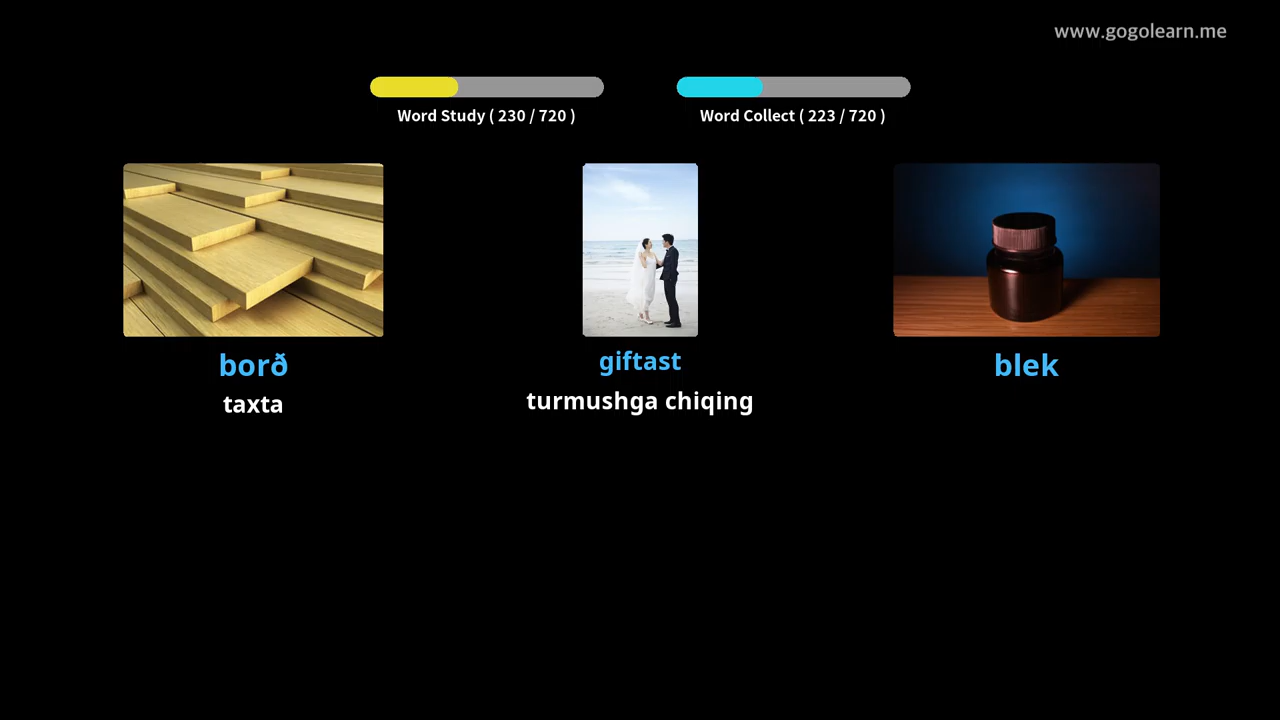 www.gogolearn.me
Word Study ( 230 / 720 )
Word Collect ( 223 / 720 )
borð
taxta
giftast
turmushga chiqing
blek